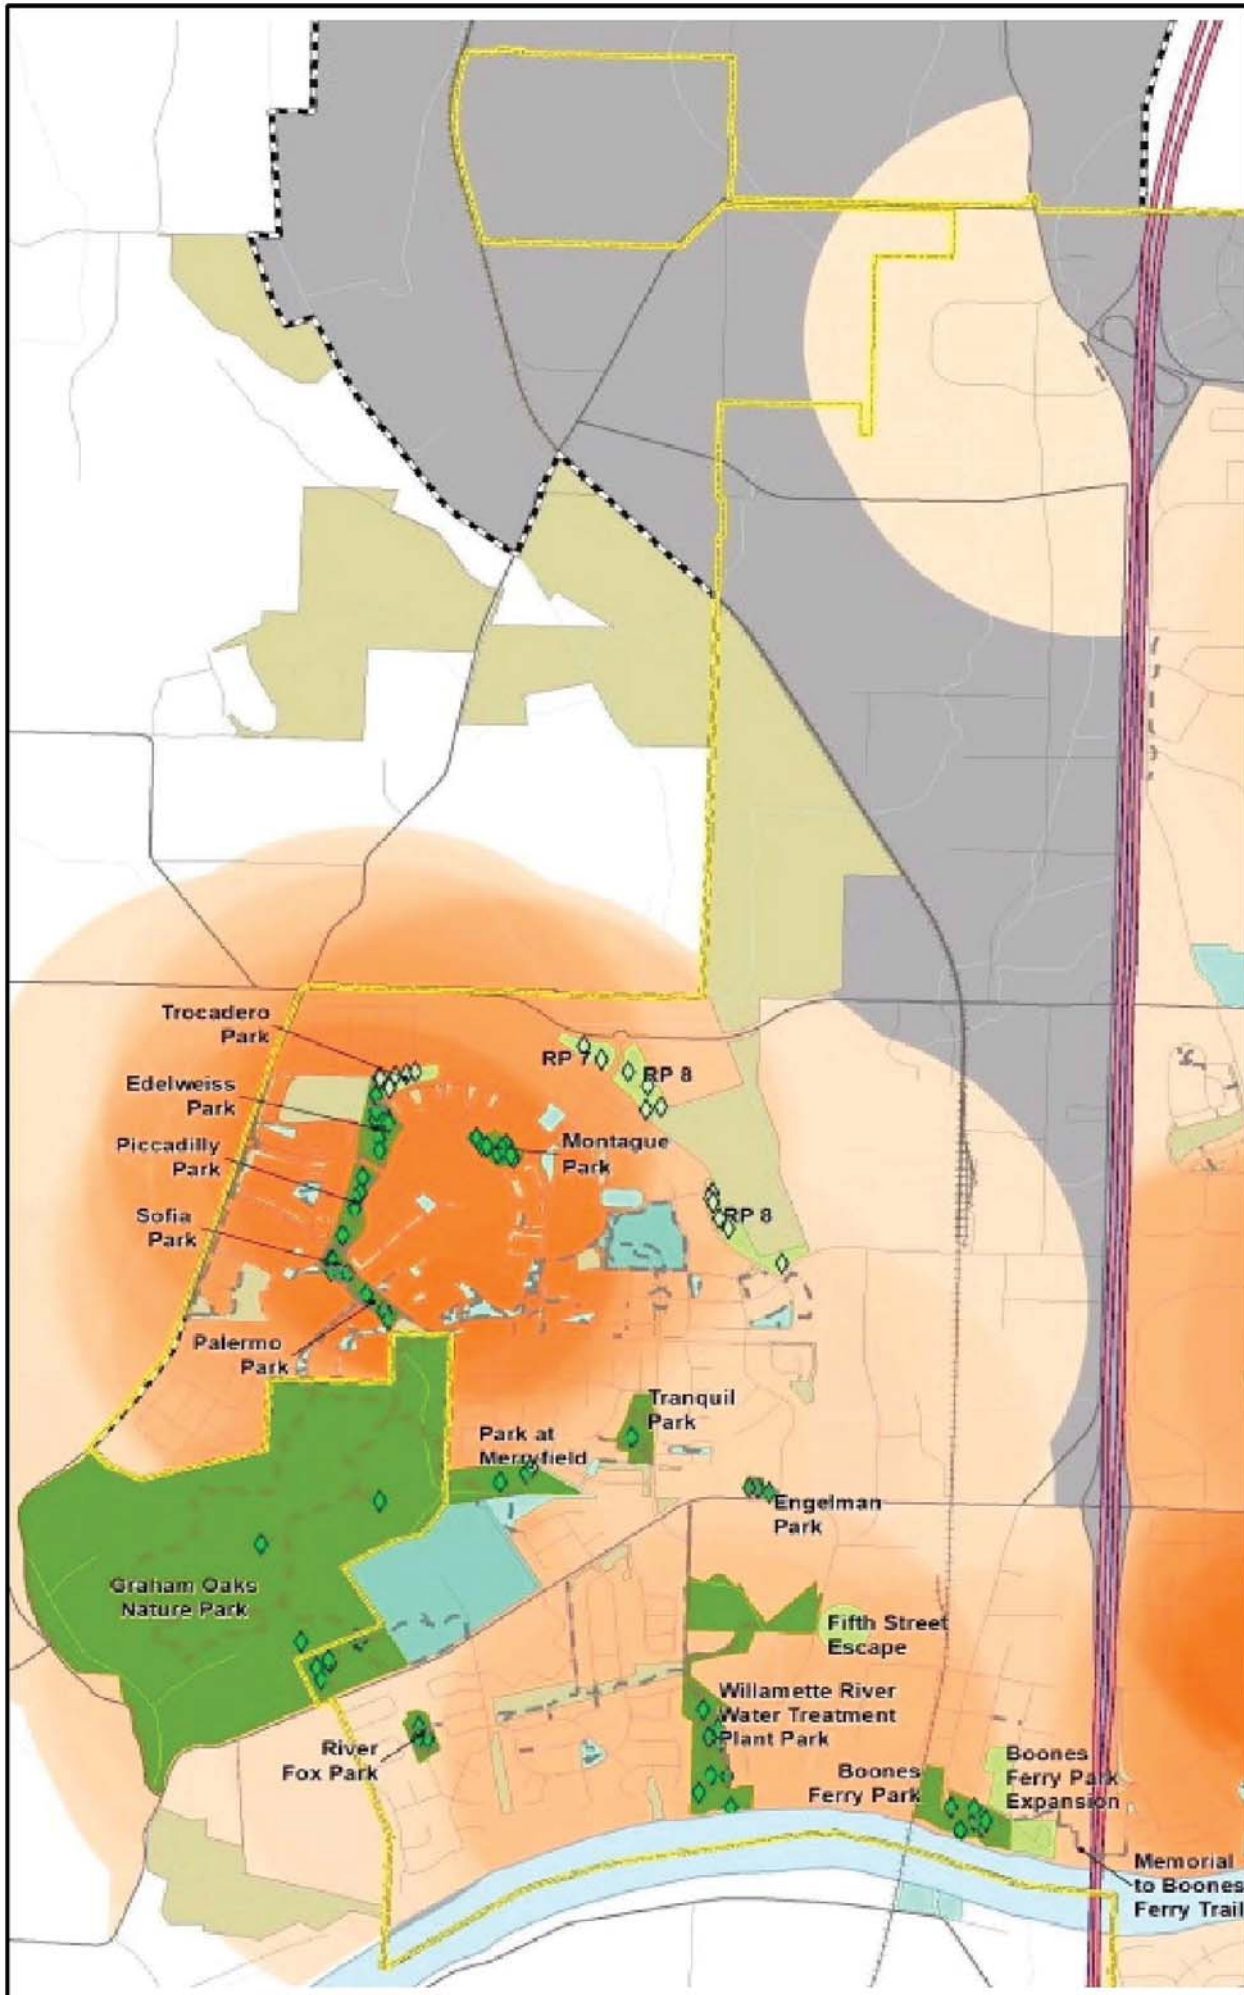 Trocadero
Park
Edelweiss
Park
Piccadilly
Park
Sofia
Park
Palermo
Park
RP 7
RP 8
Montague
Park
RP 8
Tranquil
Park
Park at
Merryfield
Engelman
Park
Graham Oaks
Nature Park
Fifth Street
Escape
Willamette River
Water Treatment
Plant Park
River
Fox Park
Boones
Ferry Park
Boones
Ferry Park
Expansion
Memorial
to Boones
Ferry Trail